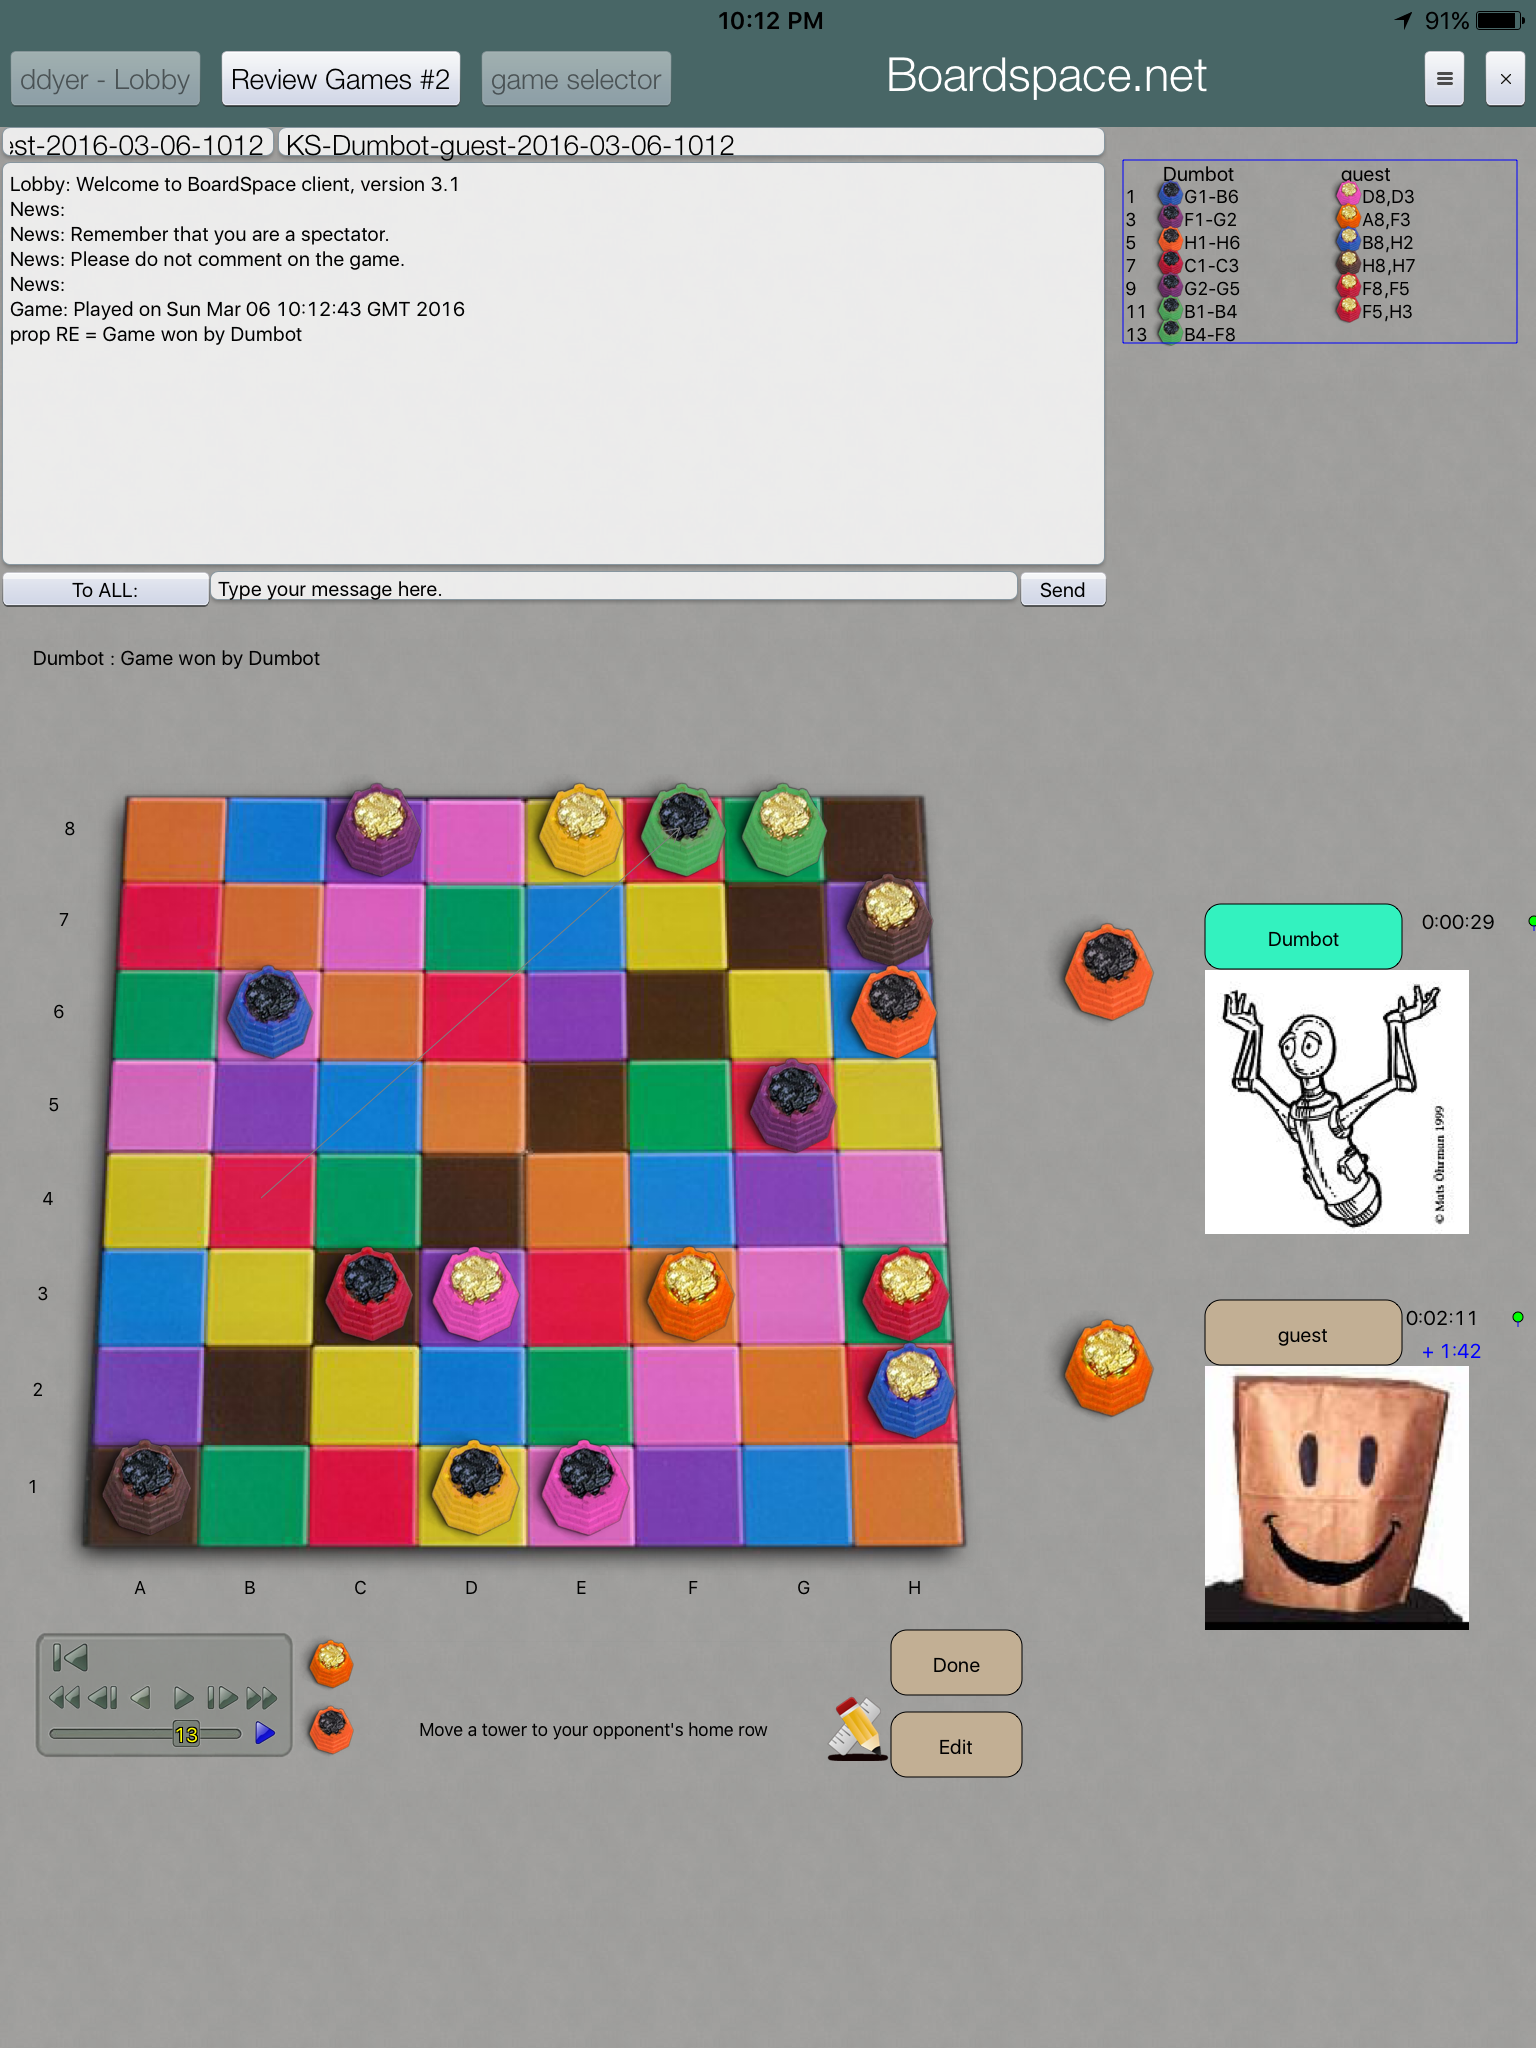 10:12 PM
91%
ddyer - Lobby
Review Games #2
game selector
Boardspace.net
st-2016-03-06-1012
KS-Dumbot-guest-2016-03-06-1012
Lobby: Welcome to BoardSpace client, version 3.1
News:
News: Remember that you are a spectator.
News: Please do not comment on the game.
News:
Game: Played on Sun Mar 06 10:12:43 GMT 2016
prop RE = Game won by Dumbot
Dumbot guest
1 G1-B6 D8,D3
3 F1-G2 A8,F3
5 H1-H6 B8,H2
7 C1-C3 H8,H7
9 G2-G5 F8,F5
11 B1-B4 F5,H3
13 B4-F8
To ALL:
Type your message here.
Send
Dumbot : Game won by Dumbot
8
7
6
5
4
3
2
1
A B C D E F G H
Dumbot
0:00:29
© Mats Öhrman 1999
guest
0:02:11
+ 1:42
13
Move a tower to your opponent's home row
Done
Edit